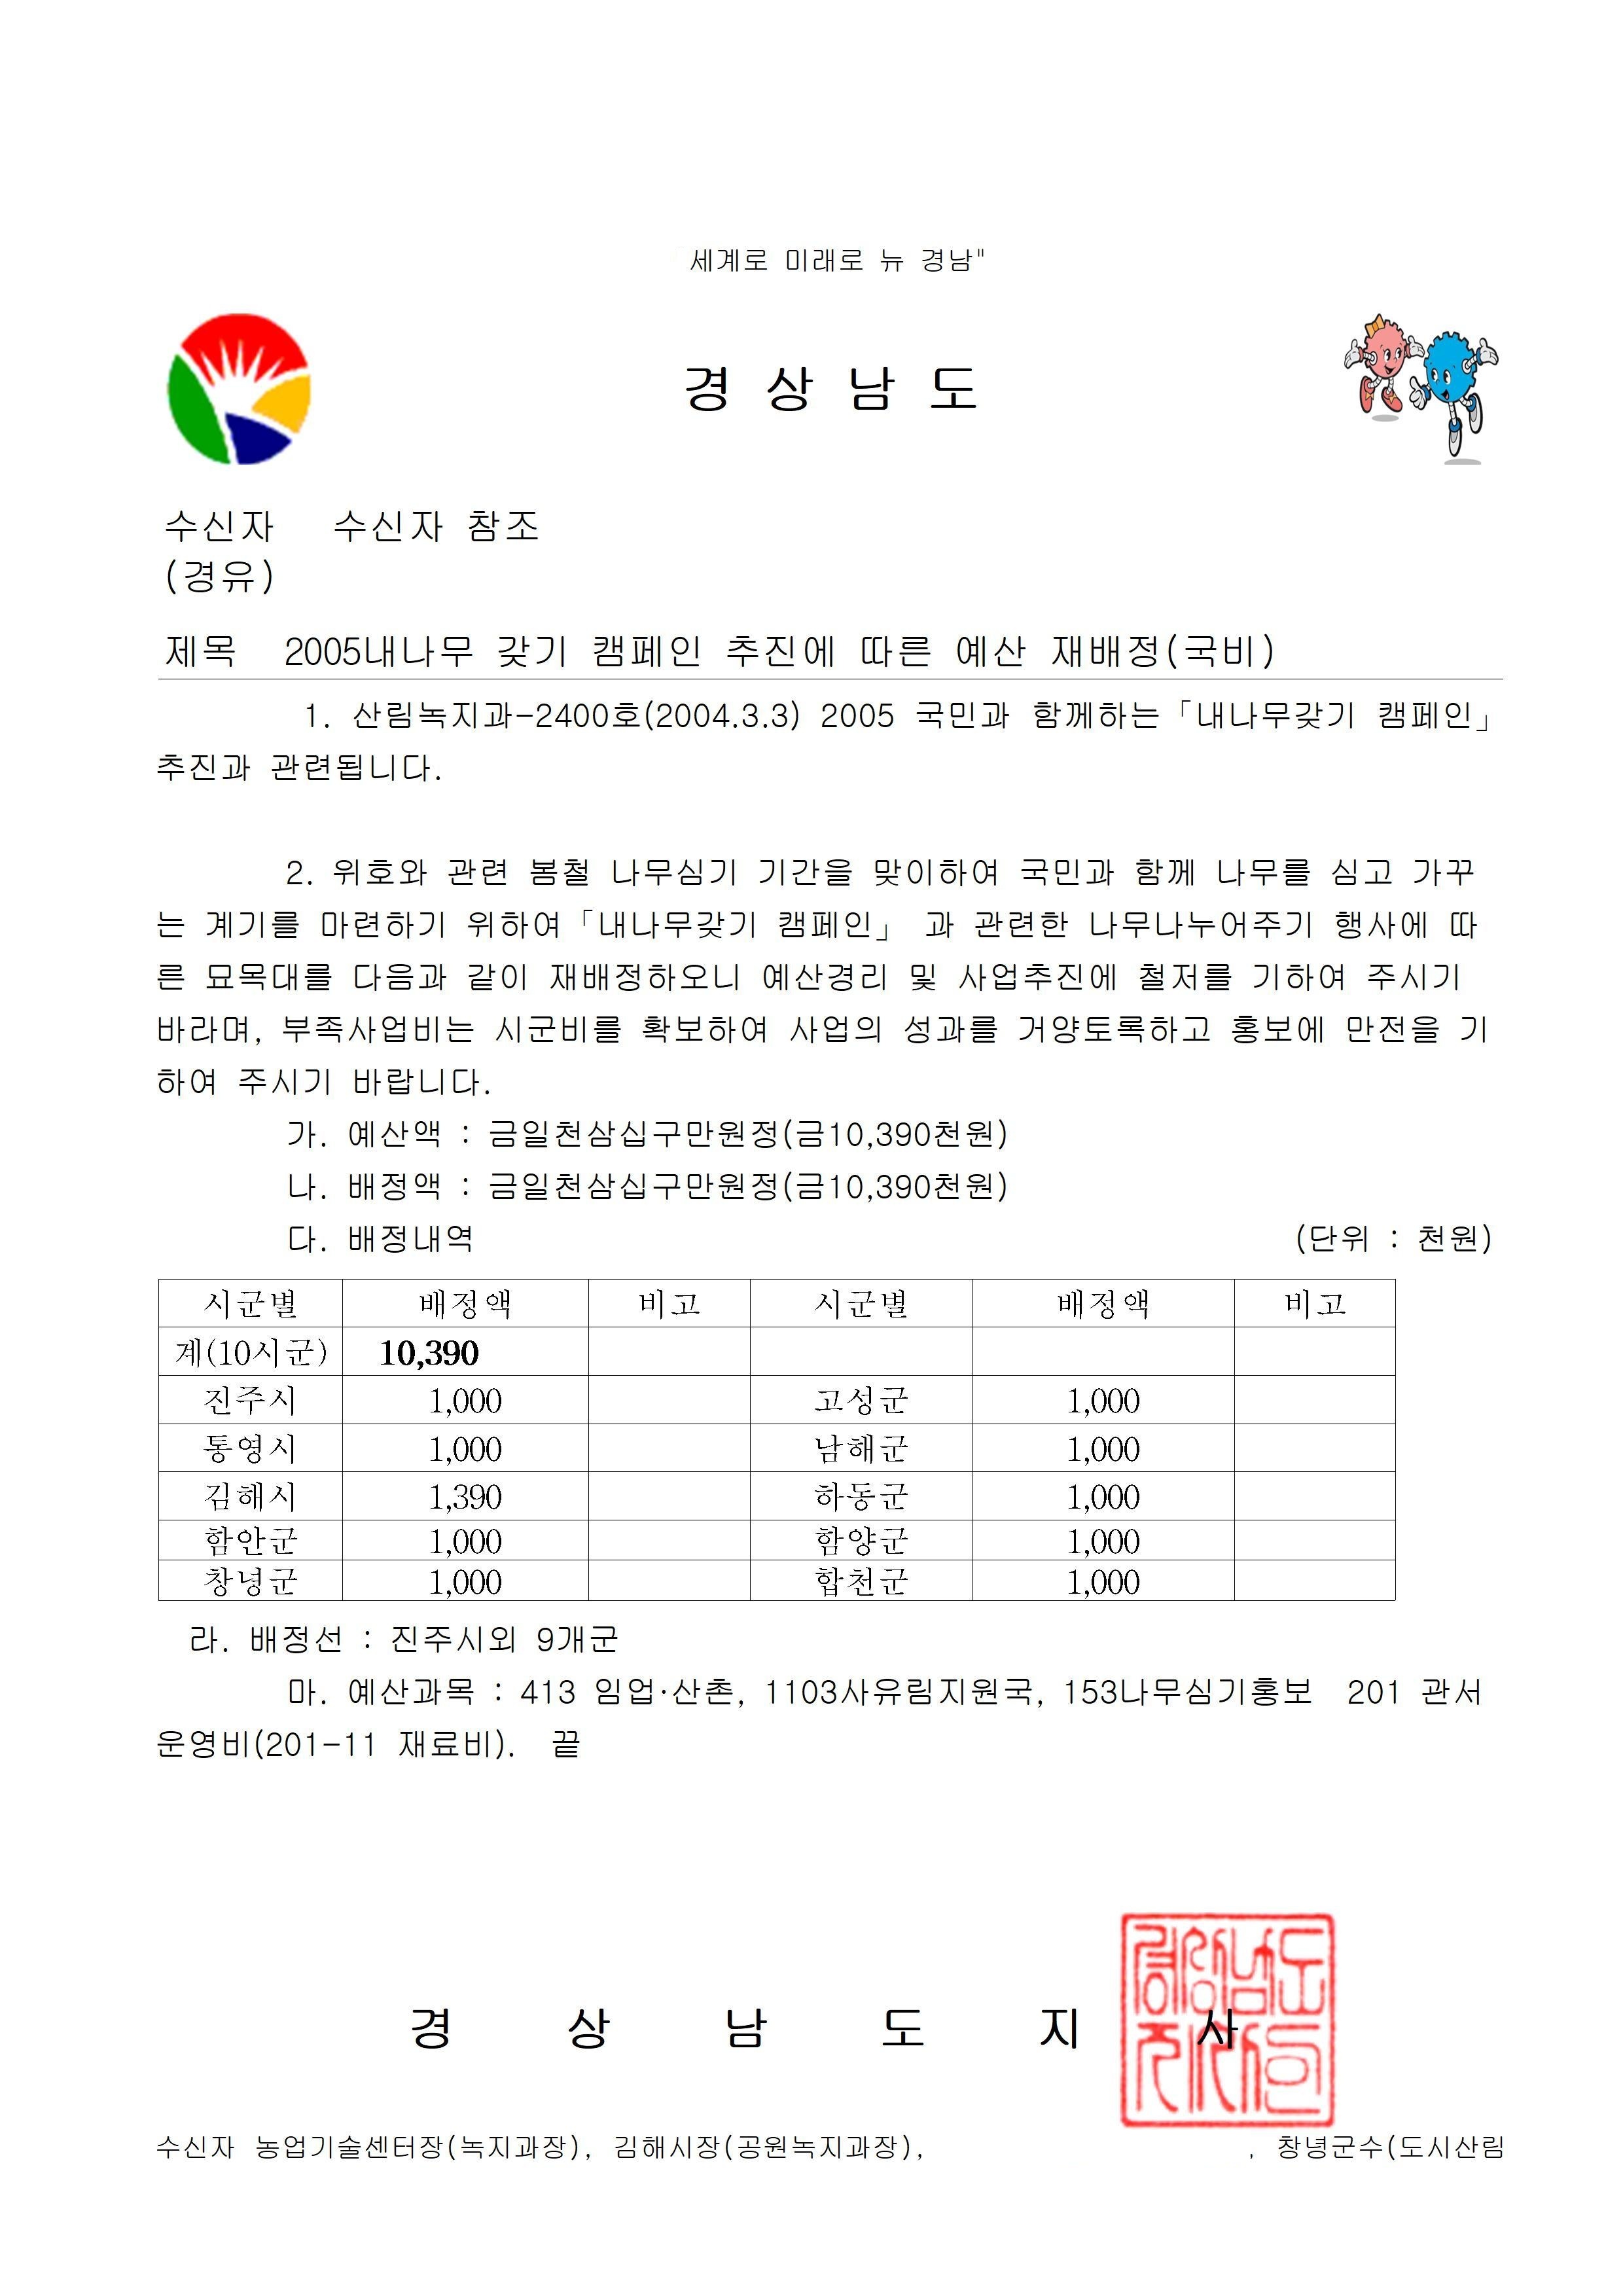 세계로 미래로 뉴 경남"
경 상 남 도
수신자 수신자 참조
(경유)
제목 2005내나무 갖기 캠페인 추진에 따른 예산 재배정(국비)
1. 산림녹지과-2400호(2004.3.3) 2005 국민과 함께하는「내나무갖기 캠페인」
추진과 관련됩니다.
2. 위호와 관련 봄철 나무심기 기간을 맞이하여 국민과 함께 나무를 심고 가꾸
는 계기를 마련하기 위하여「내나무갖기 캠페인」 과 관련한 나무나누어주기 행사에 따
른 묘목대를 다음과 같이 재배정하오니 예산경리 및 사업추진에 철저를 기하여 주시기
바라며, 부족사업비는 시군비를 확보하여 사업의 성과를 거양토록하고 홍보에 만전을 기
하여 주시기 바랍니다.
가. 예산액 : 금일천삼십구만원정(금10,390천원)
나. 배정액 : 금일천삼십구만원정(금10,390천원)
다. 배정내역 (단위 : 천원)
시군별 배정액 비고 시군별 배정액 비고
계(10시군) 10,390
진주시 1,000 고성군 1,000
통영시 1,000 남해군 1,000
김해시 1,390 하동군 1,000
함안군 1,000 함양군 1,000
창녕군 1,000 합천군 1,000
라. 배정선 : 진주시외 9개군
마. 예산과목 : 413 임업·산촌, 1103사유림지원국, 153나무심기홍보 201 관서
운영비(201-11 재료비). 끝
경 상 남 도 지 사
수신자 농업기술센터장(녹지과장), 김해시장(공원녹지과장), , 창녕군수(도시산림